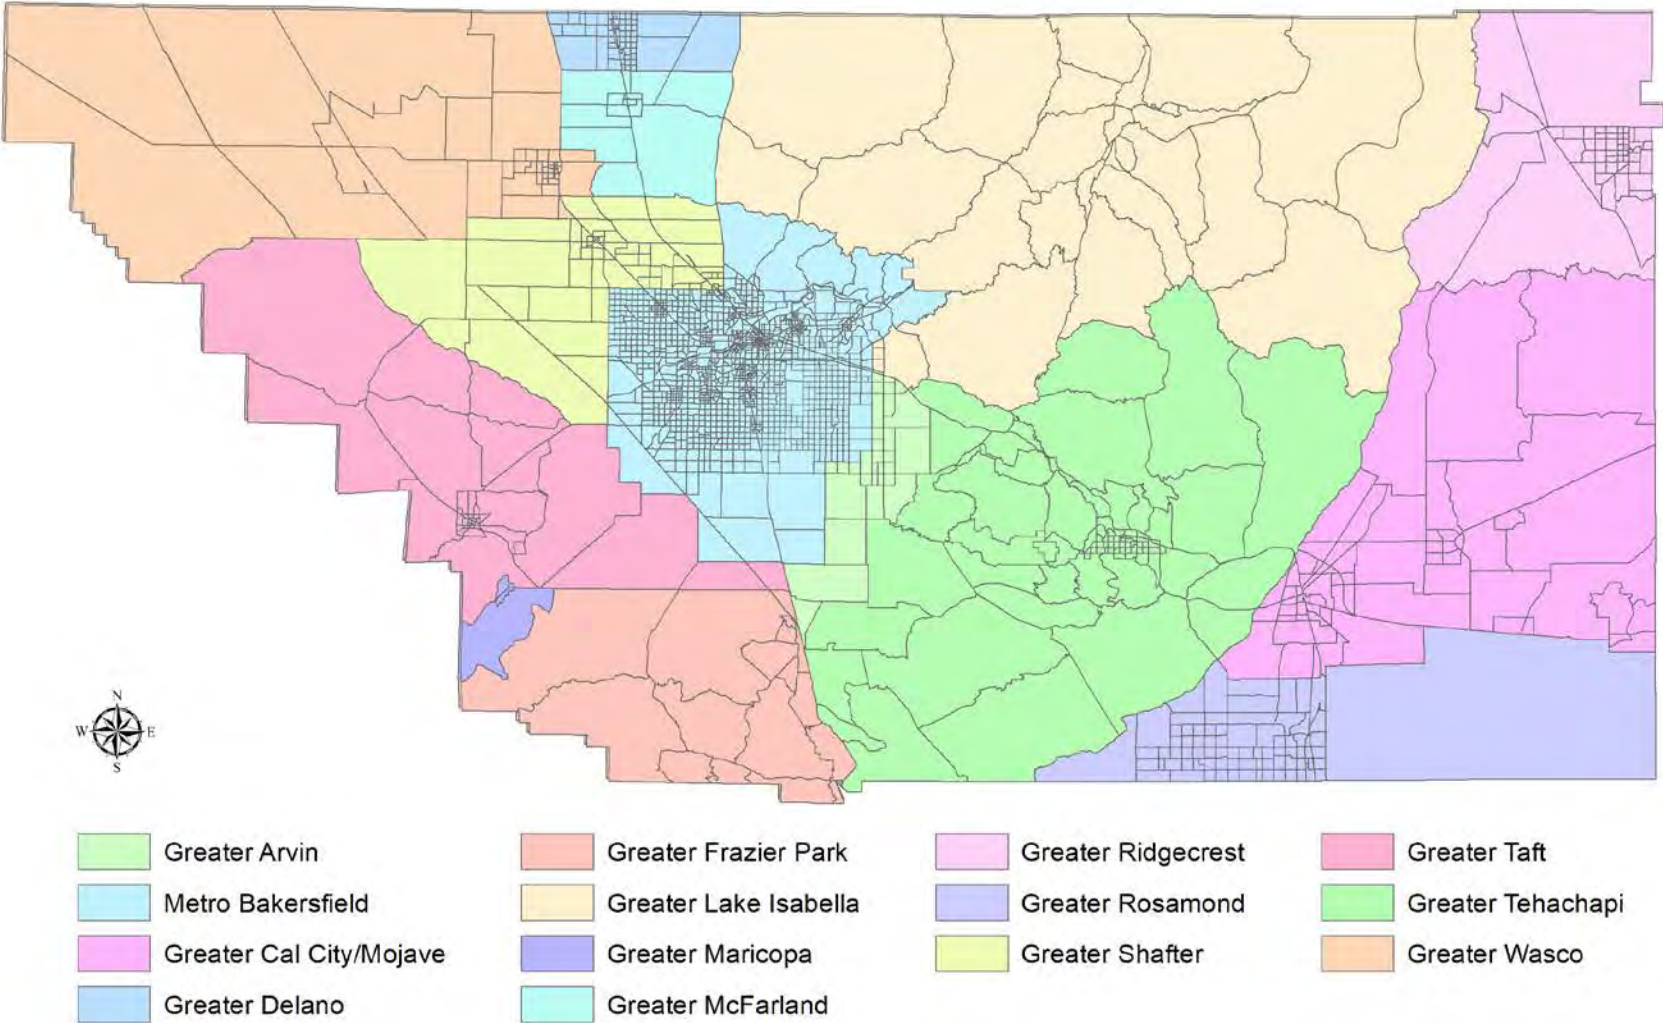 N
W E
S
Greater Arvin
Metro Bakersfield
Greater Cal City/Mojave
Greater Delano
Greater Frazier Park
Greater Lake Isabella
Greater Maricopa
Greater McFarland
Greater Ridgecrest
Greater Rosamond
Greater Shafter
Greater Taft
Greater Tehachapi
Greater Wasco